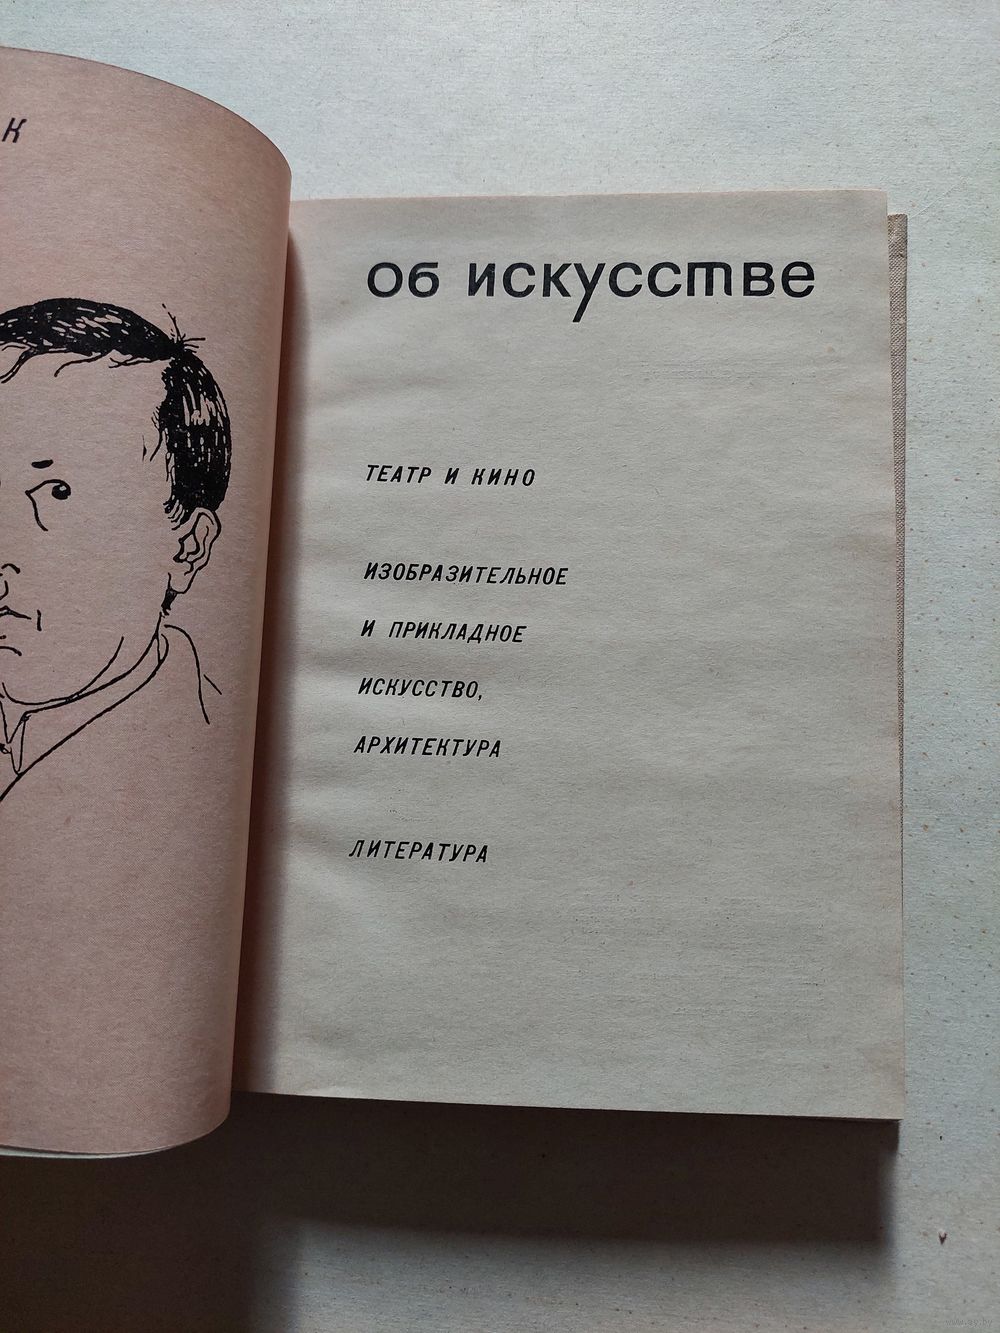 К
об искусстве
ТЕАТР И КИНО
ИЗОБРАЗИТЕЛЬНОЕ
И ПРИКЛАДНОЕ
ИСКУССТВО,
АРХИТЕКТУРА
ЛИТЕРАТУРА